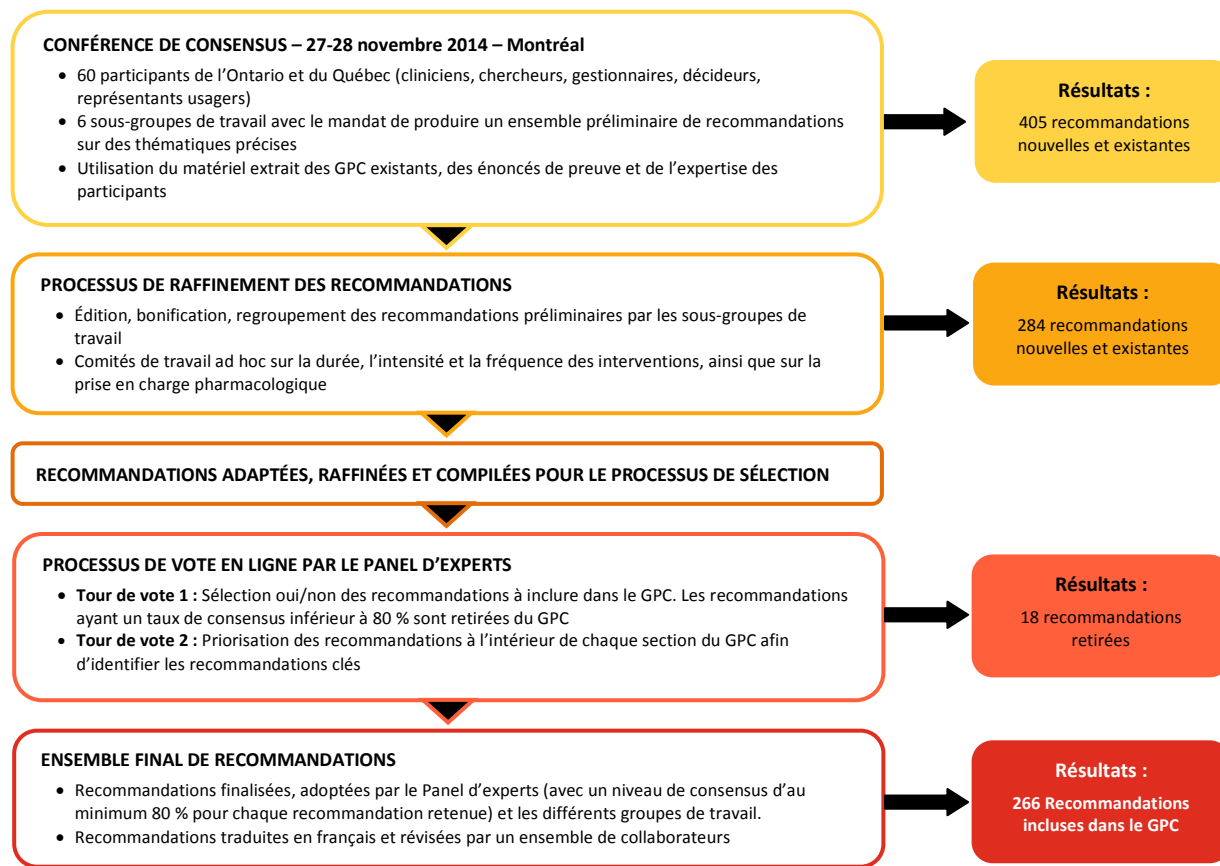 CONFÉRENCE DE CONSENSUS – 27-28 novembre 2014 – Montréal
• 60 participants de l’Ontario et du Québec (cliniciens, chercheurs, gestionnaires, décideurs,
représentants usagers)
• 6 sous-groupes de travail avec le mandat de produire un ensemble préliminaire de recommandations
sur des thématiques précises
• Utilisation du matériel extrait des GPC existants, des énoncés de preuve et de l’expertise des
participants
Résultats :
405 recommandations
nouvelles et existantes
PROCESSUS DE RAFFINEMENT DES RECOMMANDATIONS
• Édition, bonification, regroupement des recommandations préliminaires par les sous-groupes de
travail
• Comités de travail ad hoc sur la durée, l’intensité et la fréquence des interventions, ainsi que sur la
prise en charge pharmacologique
Résultats :
284 recommandations
nouvelles et existantes
RECOMMANDATIONS ADAPTÉES, RAFFINÉES ET COMPILÉES POUR LE PROCESSUS DE SÉLECTION
PROCESSUS DE VOTE EN LIGNE PAR LE PANEL D’EXPERTS
• Tour de vote 1 : Sélection oui/non des recommandations à inclure dans le GPC. Les recommandations
ayant un taux de consensus inférieur à 80 % sont retirées du GPC
• Tour de vote 2 : Priorisation des recommandations à l’intérieur de chaque section du GPC afin
d’identifier les recommandations clés
Résultats :
18 recommandations
retirées
ENSEMBLE FINAL DE RECOMMANDATIONS
• Recommandations finalisées, adoptées par le Panel d’experts (avec un niveau de consensus d’au
minimum 80 % pour chaque recommandation retenue) et les différents groupes de travail.
• Recommandations traduites en français et révisées par un ensemble de collaborateurs
Résultats :
266 Recommandations
incluses dans le GPC